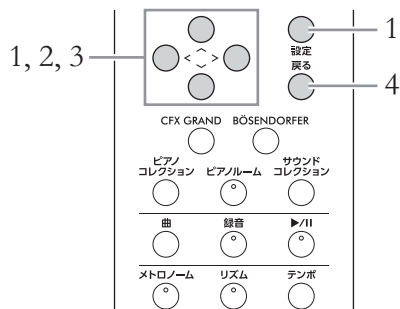 1
1, 2, 3
設定
戻る
4
CFX GRAND BÖSENDORFER
ピアノ
コレクション
ピアノルーム
サウンド
コレクション
曲 録音 ▶/II
メトロノーム リズム テンポ